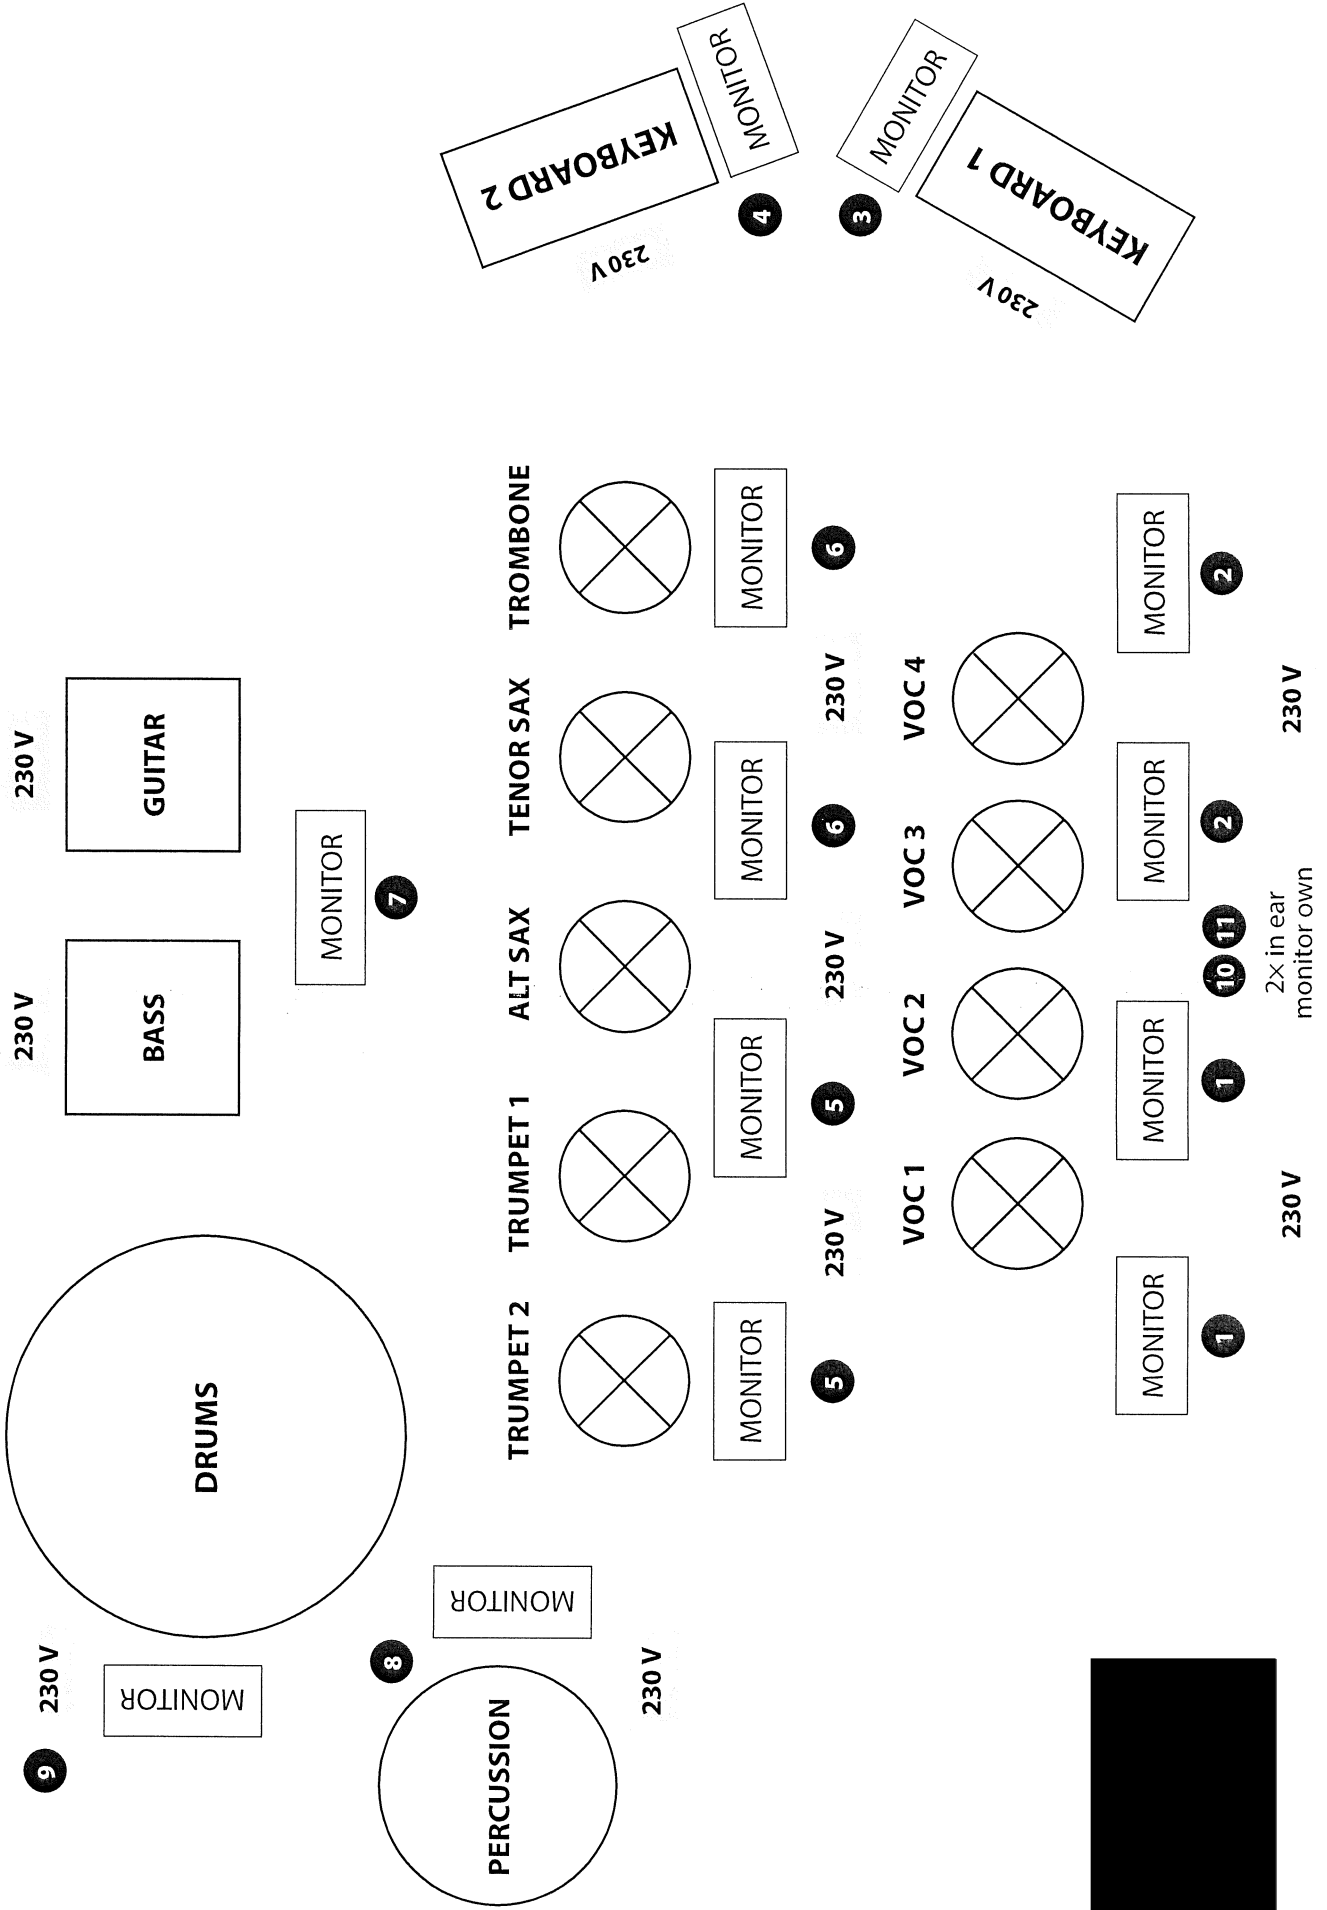 9
230 V
230 V
230 V
MONITOR
DRUMS
BASS
GUITAR
MONITOR
7
8
PERCUSSION
MONITOR
230 V
TRUMPET 2
TRUMPET 1
ALT SAX
TENOR SAX
TROMBONE
MONITOR
MONITOR
MONITOR
MONITOR
5
230 V
5
230 V
6
230 V
6
KEYBOARD 2
230 V
MONITOR
4
3
MONITOR
KEYBOARD 1
230 V
VOC 1
VOC 2
VOC 3
VOC 4
MONITOR
MONITOR
MONITOR
MONITOR
1
1
10
11
2
2
2x in ear
monitor own
230 V
230 V